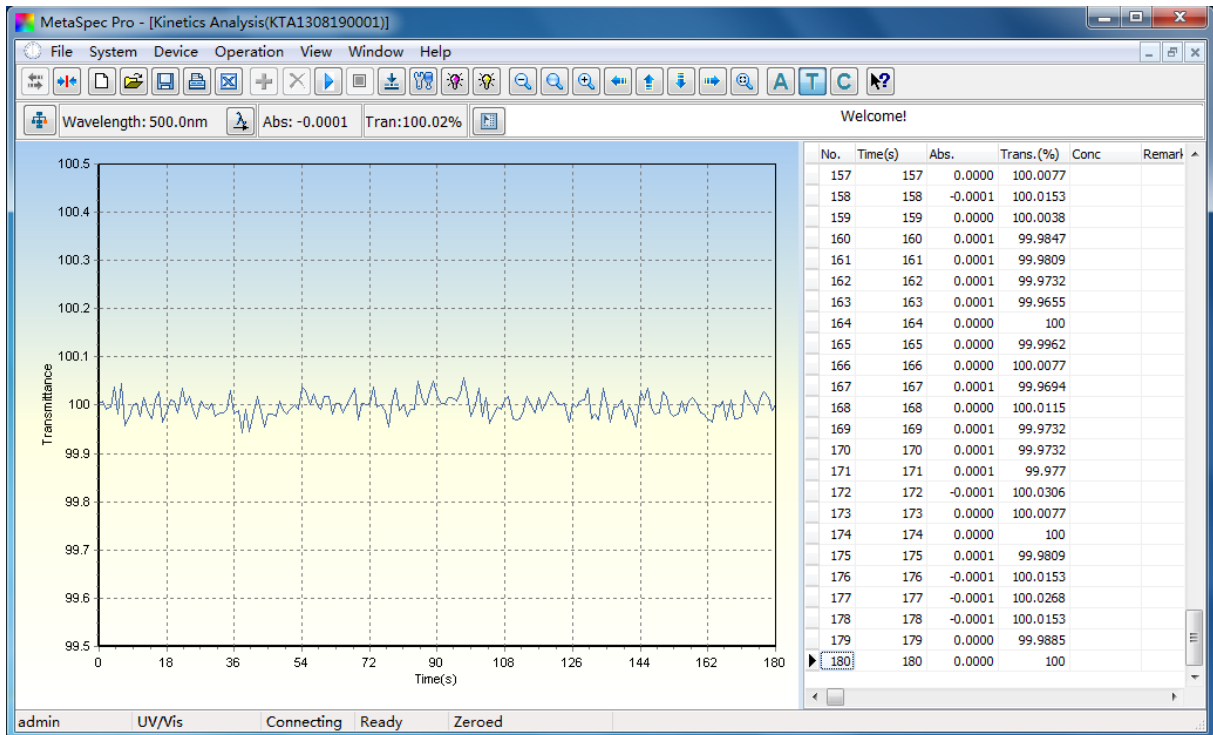 MetaSpec Pro - [Kinetics Analysis(KTA1308190001)]
File System Device Operation View Window Help
A T C
Wavelength: 500.0nm λ Abs: -0.0001 Tran:100.02% Welcome!
100.5
100.4
100.3
100.2
100.1
100
99.9
99.8
99.7
99.6
99.5
Transmittance
0 18 36 54 72 90 108 126 144 162 180
Time(s)
No. Time(s) Abs. Trans.(%) Conc Remark
157 157 0.0000 100.0077
158 158 -0.0001 100.0153
159 159 0.0000 100.0038
160 160 0.0001 99.9847
161 161 0.0001 99.9809
162 162 0.0001 99.9732
163 163 0.0001 99.9655
164 164 0.0000 100
165 165 0.0000 99.9962
166 166 0.0000 100.0077
167 167 0.0001 99.9694
168 168 0.0000 100.0115
169 169 0.0001 99.9732
170 170 0.0001 99.9732
171 171 0.0001 99.977
172 172 -0.0001 100.0306
173 173 0.0000 100.0077
174 174 0.0000 100
175 175 0.0001 99.9809
176 176 -0.0001 100.0153
177 177 -0.0001 100.0268
178 178 -0.0001 100.0153
179 179 0.0000 99.9885
180 180 0.0000 100
admin UV/Vis Connecting Ready Zeroed